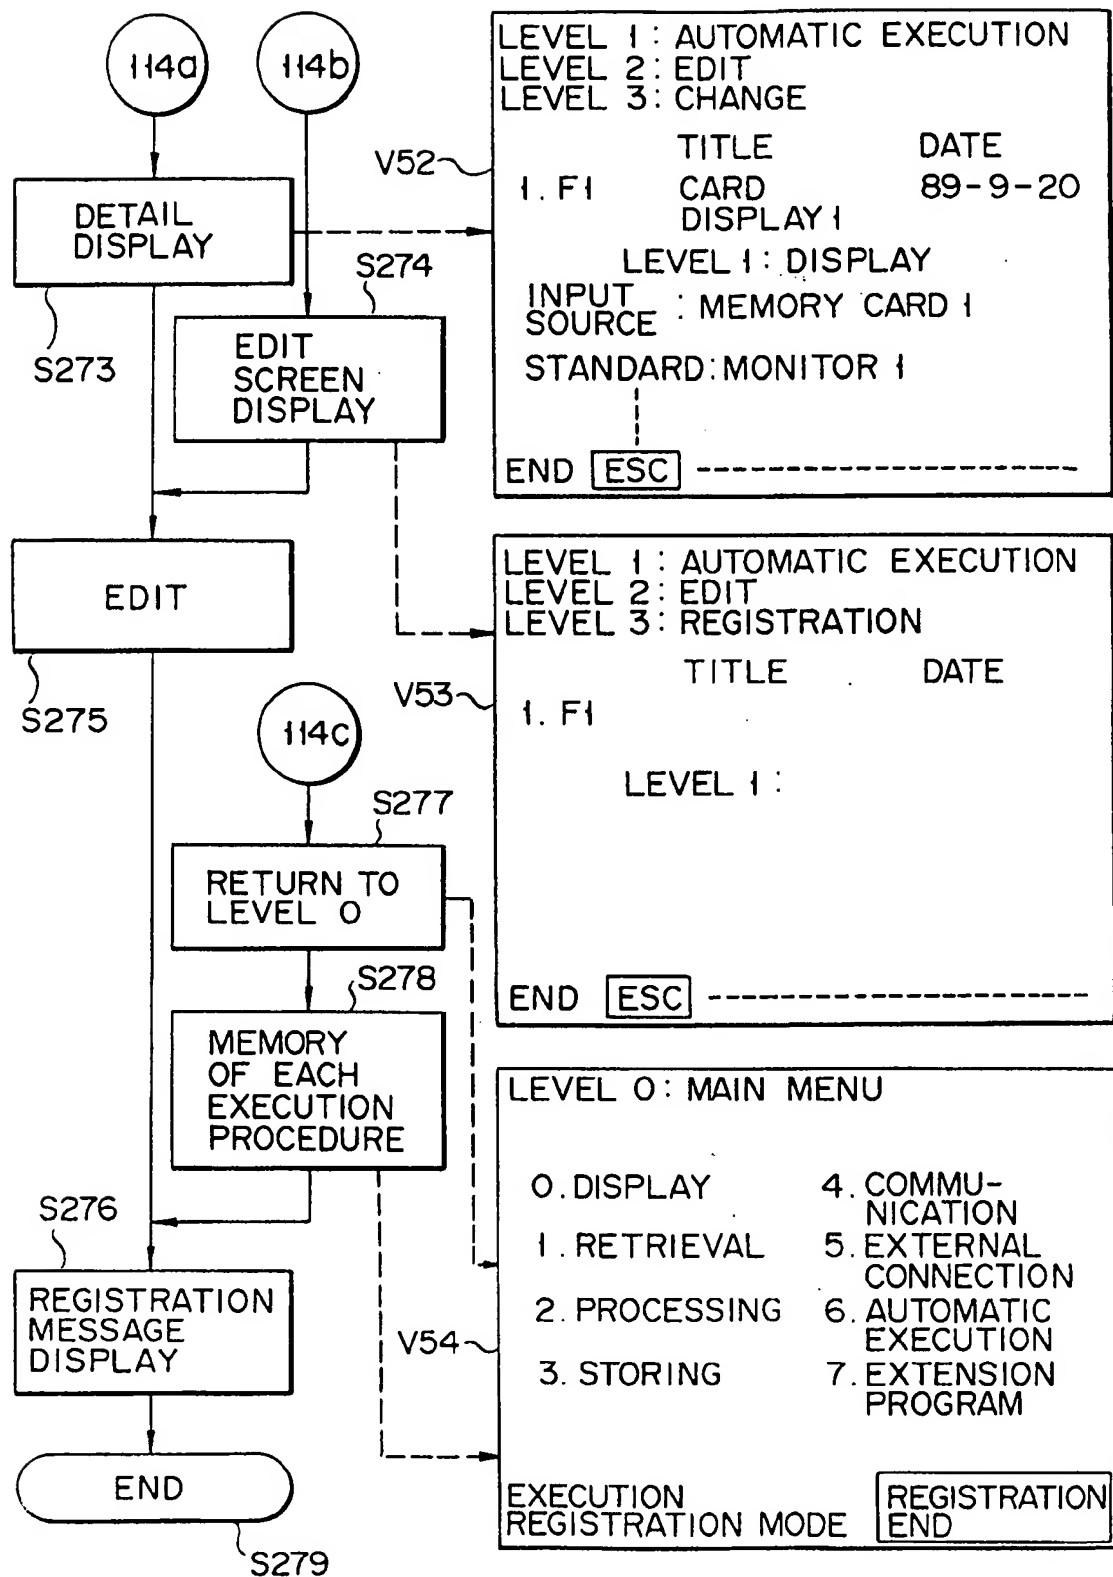 114a
114b
DETAIL
DISPLAY
S273
S274
EDIT
SCREEN
DISPLAY
EDIT
S275
114c
S277
RETURN TO
LEVEL 0
S278
MEMORY
OF EACH
EXECUTION
PROCEDURE
S276
REGISTRATION
MESSAGE
DISPLAY
END
S279
V52
LEVEL 1: AUTOMATIC EXECUTION
LEVEL 2: EDIT
LEVEL 3: CHANGE
TITLE DATE
1. F1 CARD 89-9-20
DISPLAY 1
LEVEL 1: DISPLAY
INPUT
SOURCE : MEMORY CARD 1
STANDARD: MONITOR 1
END ESC
V53
LEVEL 1: AUTOMATIC EXECUTION
LEVEL 2: EDIT
LEVEL 3: REGISTRATION
TITLE DATE
1. F1
LEVEL 1:
END ESC
V54
LEVEL 0: MAIN MENU
0. DISPLAY
1. RETRIEVAL
2. PROCESSING
3. STORING
4. COMMU-
NICATION
5. EXTERNAL
CONNECTION
6. AUTOMATIC
EXECUTION
7. EXTENSION
PROGRAM
EXECUTION
REGISTRATION MODE
REGISTRATION
END